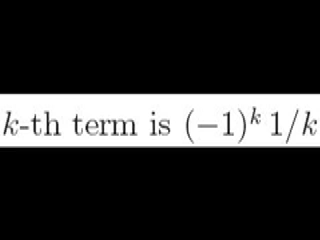 k-th term is (−1)^k 1/k